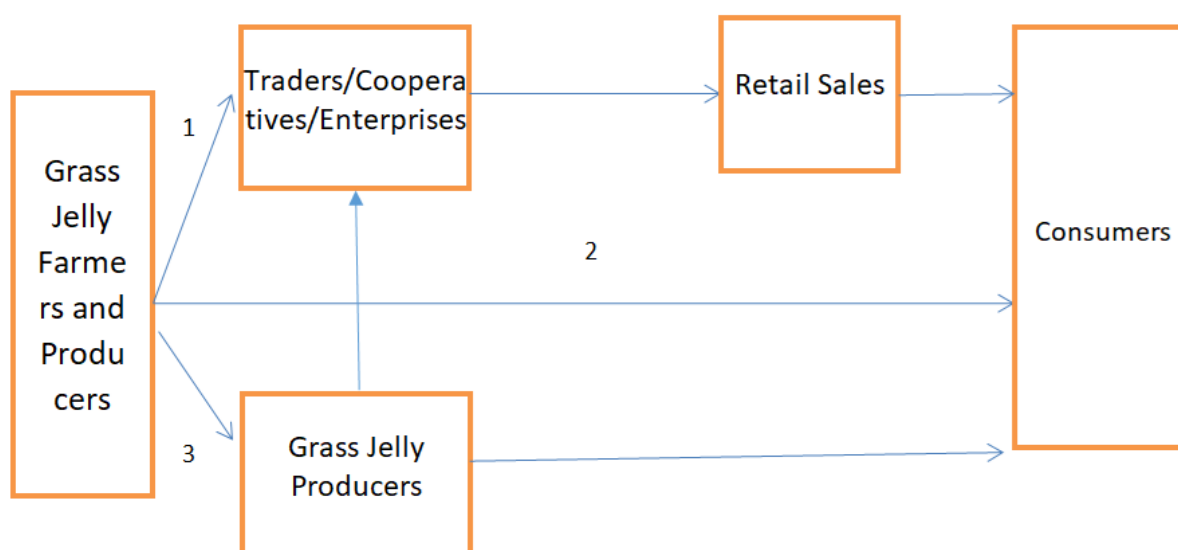 Grass
Jelly
Farme
rs and
Produ
cers
1
Traders/Coopera
tives/Enterprises
Retail Sales
2
Consumers
3
Grass Jelly
Producers